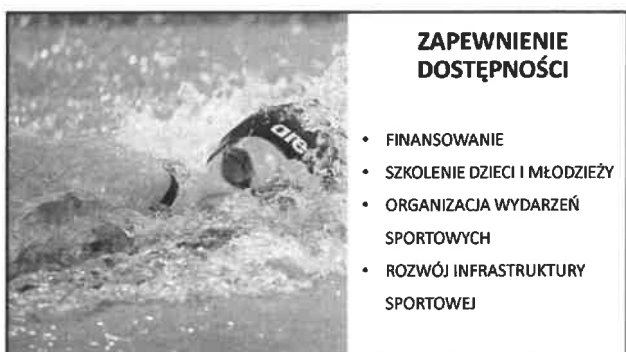 ZAPEWNIENIE
DOSTĘPNOŚCI
arena
• FINANSOWANIE
• SZKOLENIE DZIECI I MŁODZIEŻY
• ORGANIZACJA WYDARZEŃ
SPORTOWYCH
• ROZWÓJ INFRASTRUKTURY
SPORTOWEJ